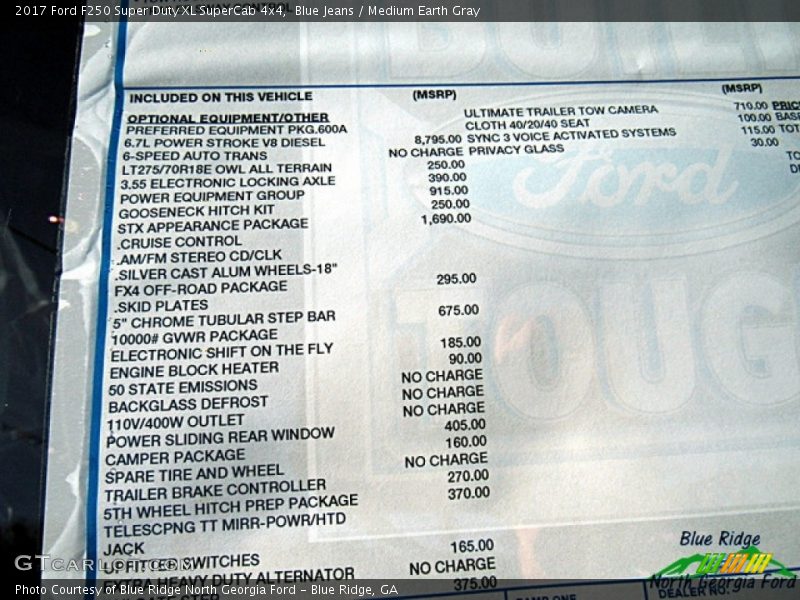 2017 Ford F250 Super Duty XL SuperCab 4x4, Blue Jeans / Medium Earth Gray
INCLUDED ON THIS VEHICLE (MSRP) (MSRP)
OPTIONAL EQUIPMENT/OTHER
PREFERRED EQUIPMENT PKG.600A
6.7L POWER STROKE V8 DIESEL 8,795.00
6-SPEED AUTO TRANS NO CHARGE
LT275/70R18E OWL ALL TERRAIN 250.00
3.55 ELECTRONIC LOCKING AXLE 390.00
POWER EQUIPMENT GROUP 915.00
GOOSENECK HITCH KIT 250.00
STX APPEARANCE PACKAGE 1,690.00
.CRUISE CONTROL
.AM/FM STEREO CD/CLK
.SILVER CAST ALUM WHEELS-18"
FX4 OFF-ROAD PACKAGE 295.00
.SKID PLATES
5" CHROME TUBULAR STEP BAR 675.00
10000# GVWR PACKAGE
ELECTRONIC SHIFT ON THE FLY 185.00
ENGINE BLOCK HEATER 90.00
50 STATE EMISSIONS NO CHARGE
BACKGLASS DEFROST NO CHARGE
110V/400W OUTLET NO CHARGE
POWER SLIDING REAR WINDOW 405.00
CAMPER PACKAGE 160.00
SPARE TIRE AND WHEEL NO CHARGE
TRAILER BRAKE CONTROLLER 270.00
5TH WHEEL HITCH PREP PACKAGE 370.00
TELESCPNG TT MIRR-POWR/HTD
JACK
UPFITTER SWITCHES 165.00
EXTRA HEAVY DUTY ALTERNATOR NO CHARGE
375.00
ULTIMATE TRAILER TOW CAMERA 710.00
CLOTH 40/20/40 SEAT 100.00
SYNC 3 VOICE ACTIVATED SYSTEMS 115.00
PRIVACY GLASS 30.00
Ford
TOUG
Blue Ridge
North Georgia Ford
DEALER NO.
GTcarlot.com
Photo Courtesy of Blue Ridge North Georgia Ford - Blue Ridge, GA